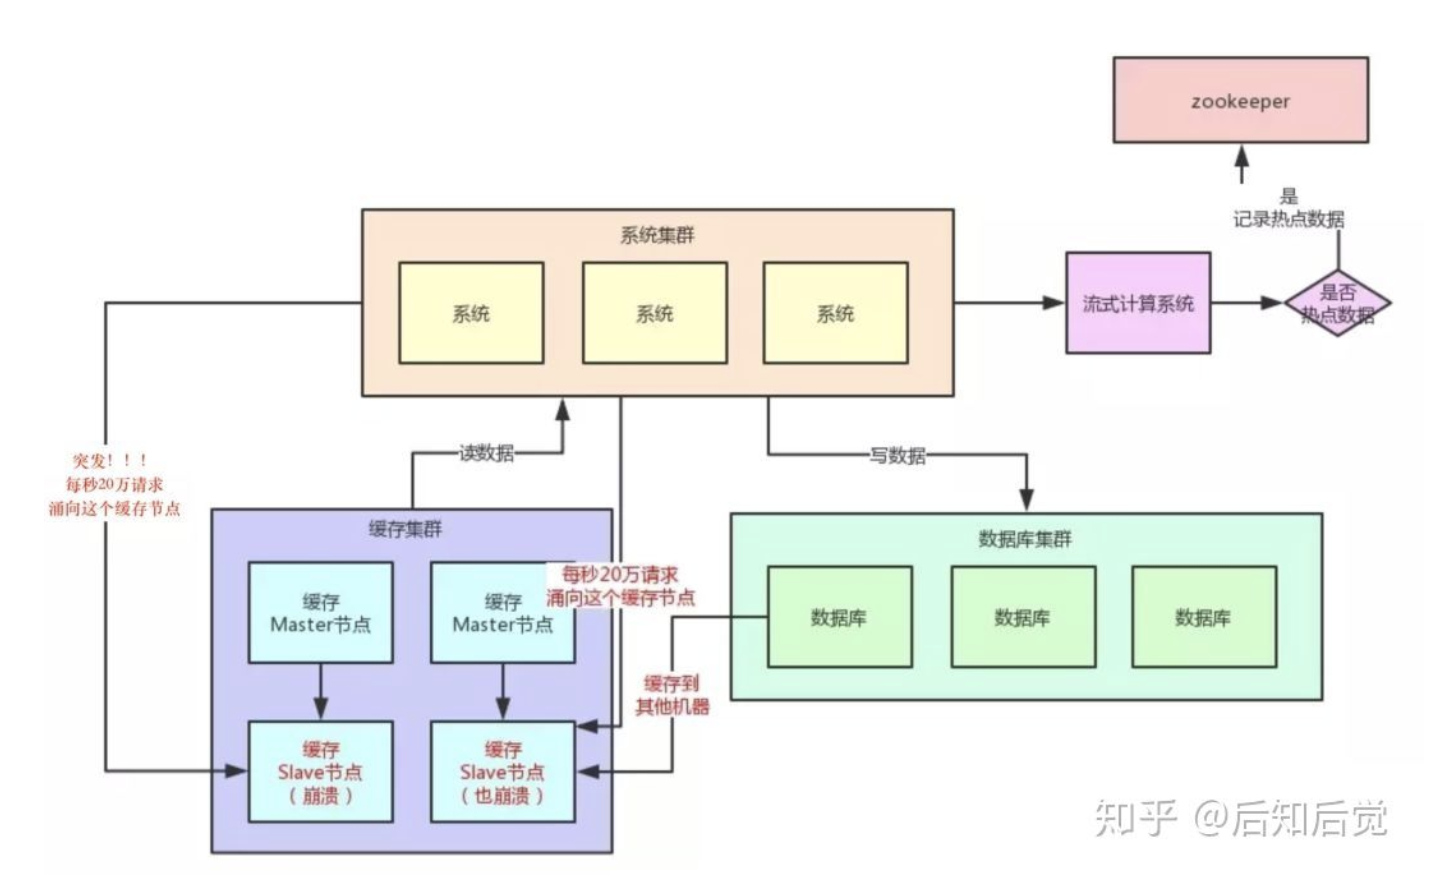 zookeeper
是
记录热点数据
系统集群
系统
系统
系统
流式计算系统
是否
热点数据
读数据
写数据
突发！！！
每秒20万请求
涌向这个缓存节点
缓存集群
缓存
Master节点
缓存
Master节点
每秒20万请求
涌向这个缓存节点
缓存
Slave节点
（崩溃）
缓存
Slave节点
（也崩溃）
缓存到
其他机器
数据库集群
数据库
数据库
数据库
知乎 @后知后觉